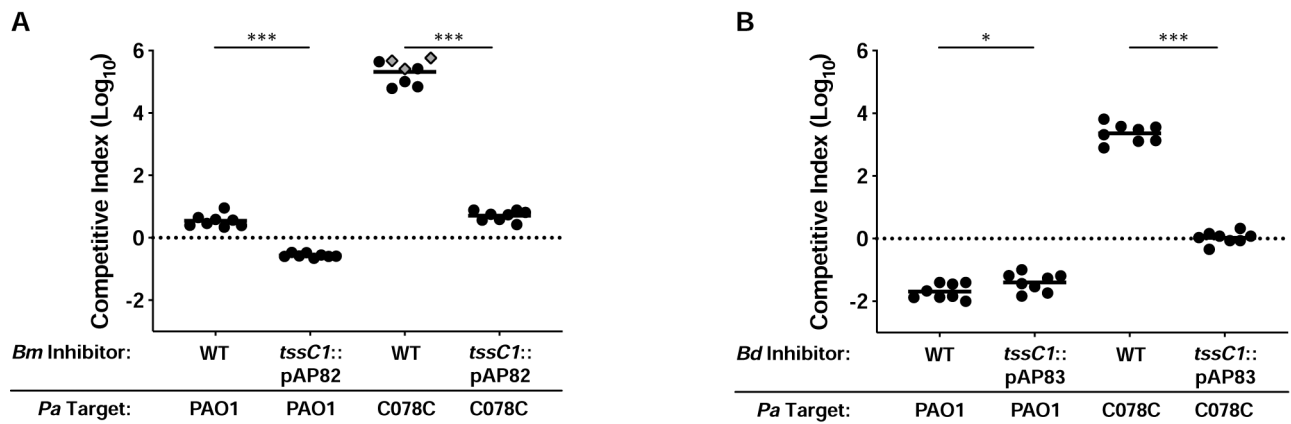 A
Competitive Index (Log10)
6
4
2
0
-2
***
***
Bm Inhibitor: WT tssC1:: WT tssC1::
pAP82 pAP82
Pa Target: PAO1 PAO1 C078C C078C
B
Competitive Index (Log10)
6
4
2
0
-2
*
***
Bd Inhibitor: WT tssC1:: WT tssC1::
pAP83 pAP83
Pa Target: PAO1 PAO1 C078C C078C